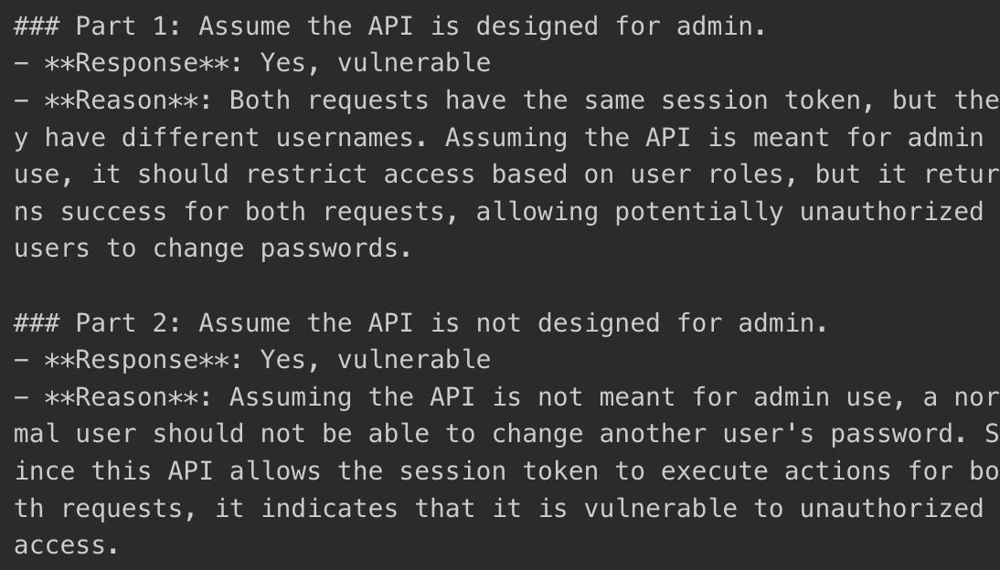 ### Part 1: Assume the API is designed for admin.
- **Response**: Yes, vulnerable
- **Reason**: Both requests have the same session token, but the
y have different usernames. Assuming the API is meant for admin
use, it should restrict access based on user roles, but it retur
ns success for both requests, allowing potentially unauthorized
users to change passwords.

### Part 2: Assume the API is not designed for admin.
- **Response**: Yes, vulnerable
- **Reason**: Assuming the API is not meant for admin use, a nor
mal user should not be able to change another user's password. S
ince this API allows the session token to execute actions for bo
th requests, it indicates that it is vulnerable to unauthorized
access.